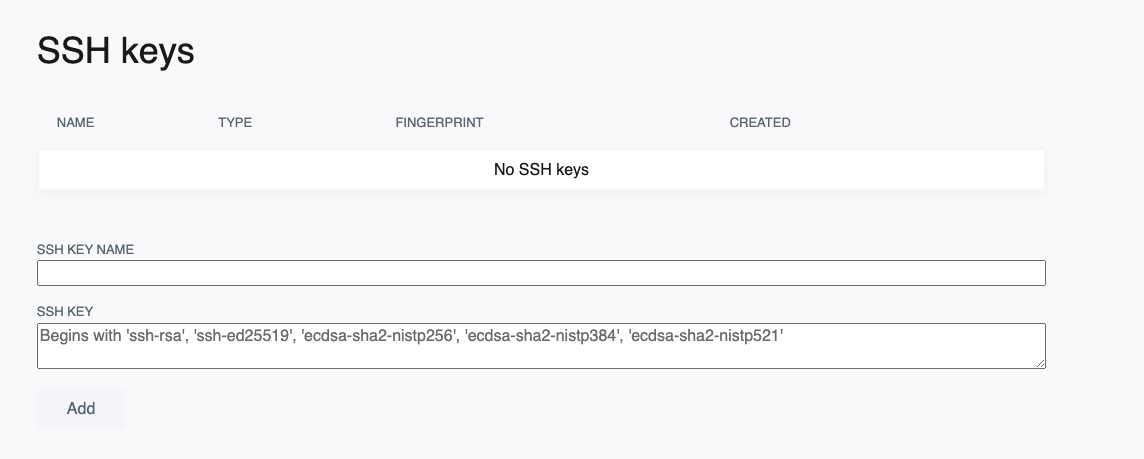 SSH keys
NAME TYPE FINGERPRINT CREATED
No SSH keys
SSH KEY NAME
SSH KEY
Begins with 'ssh-rsa', 'ssh-ed25519', 'ecdsa-sha2-nistp256', 'ecdsa-sha2-nistp384', 'ecdsa-sha2-nistp521'
Add